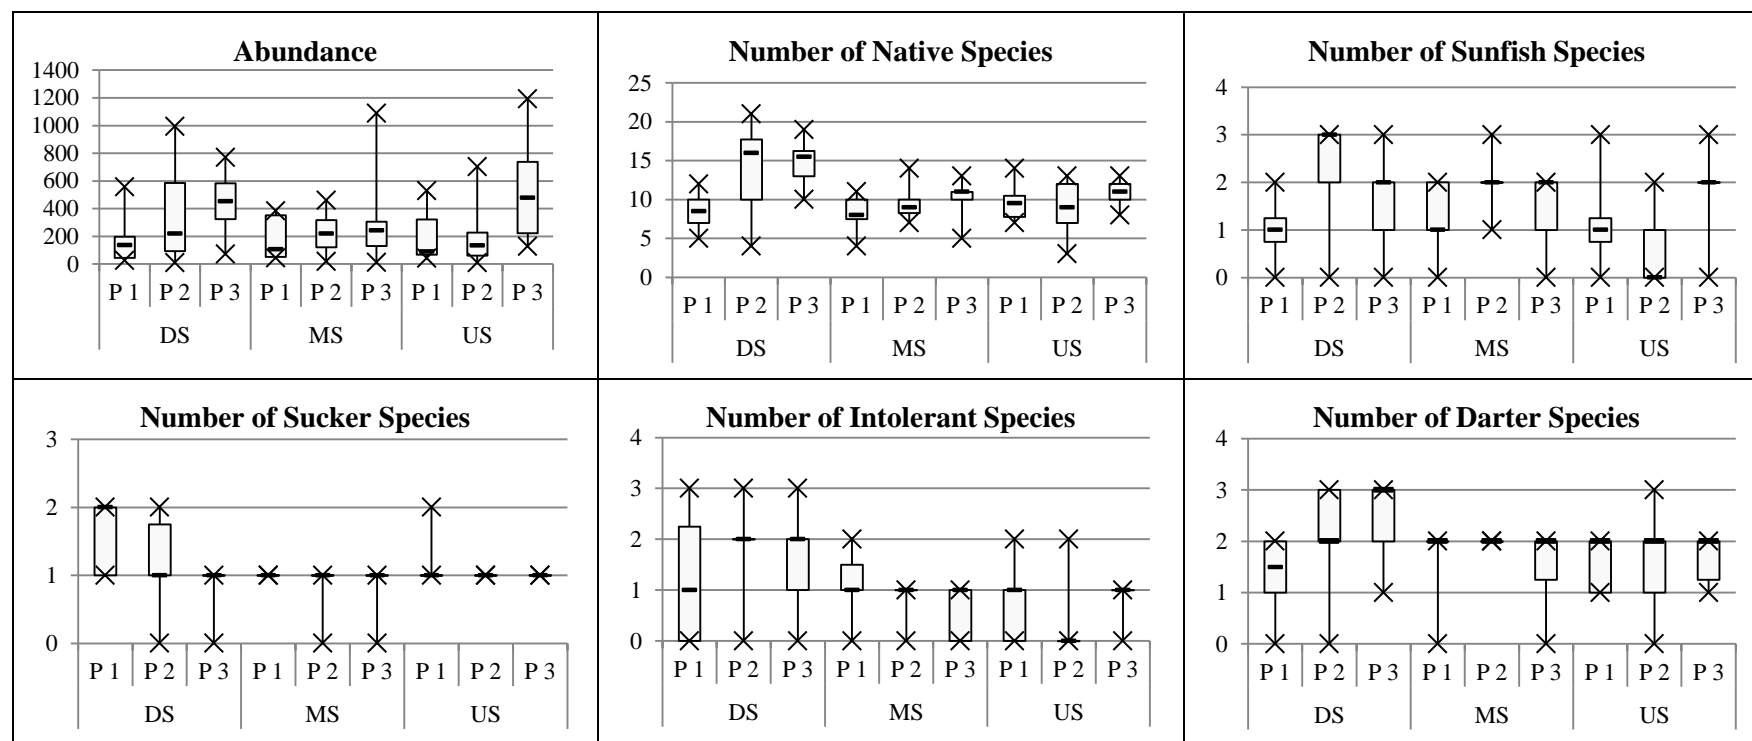 Abundance
1400
1200
1000
800
600
400
200
0
P 1 P 2 P 3 P 1 P 2 P 3 P 1 P 2 P 3
DS MS US
Number of Native Species
25
20
15
10
5
0
P 1 P 2 P 3 P 1 P 2 P 3 P 1 P 2 P 3
DS MS US
Number of Sunfish Species
4
3
2
1
0
P 1 P 2 P 3 P 1 P 2 P 3 P 1 P 2 P 3
DS MS US
Number of Sucker Species
3
2
1
0
P 1 P 2 P 3 P 1 P 2 P 3 P 1 P 2 P 3
DS MS US
Number of Intolerant Species
4
3
2
1
0
P 1 P 2 P 3 P 1 P 2 P 3 P 1 P 2 P 3
DS MS US
Number of Darter Species
4
3
2
1
0
P 1 P 2 P 3 P 1 P 2 P 3 P 1 P 2 P 3
DS MS US